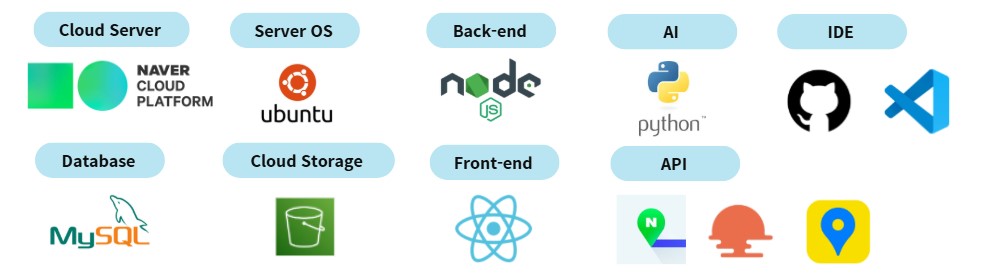 Cloud Server
Server OS
Back-end
AI
IDE
NAVER
CLOUD
PLATFORM
ubuntu
node
JS
python™
Database
Cloud Storage
Front-end
API
MySQL
N